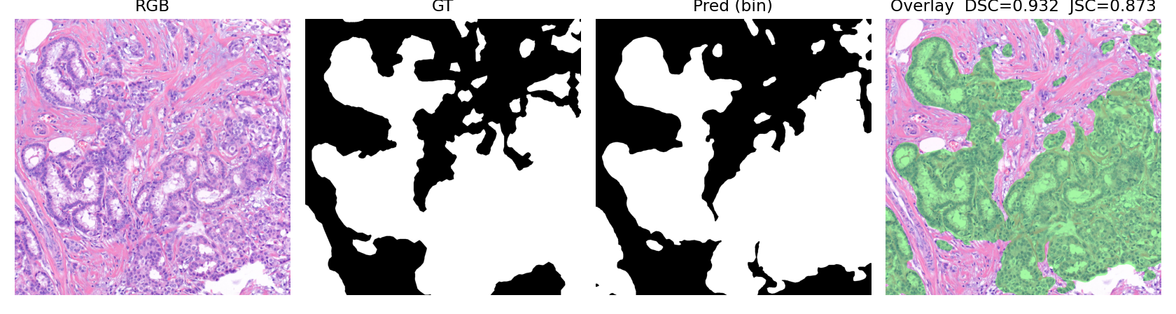 RGB
GT
Pred (bin)
Overlay  DSC=0.932  JSC=0.873